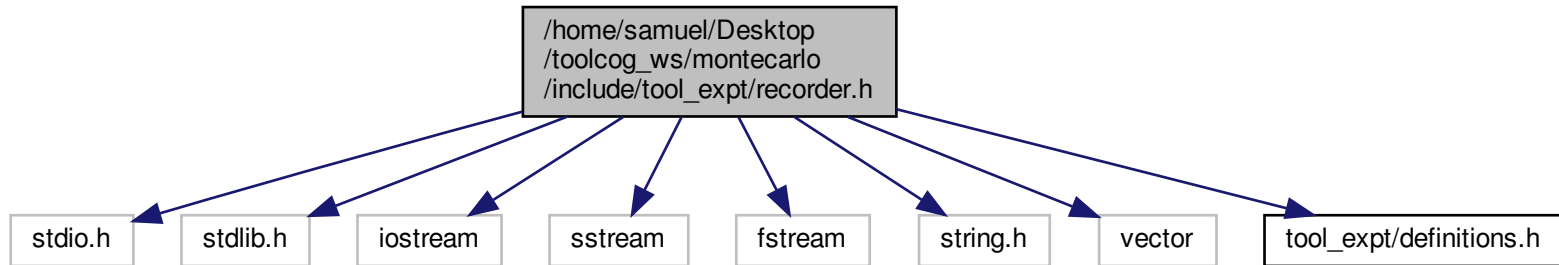 /home/samuel/Desktop
/toolcog_ws/montecarlo
/include/tool_expt/recorder.h
stdio.h
stdlib.h
iostream
sstream
fstream
string.h
vector
tool_expt/definitions.h